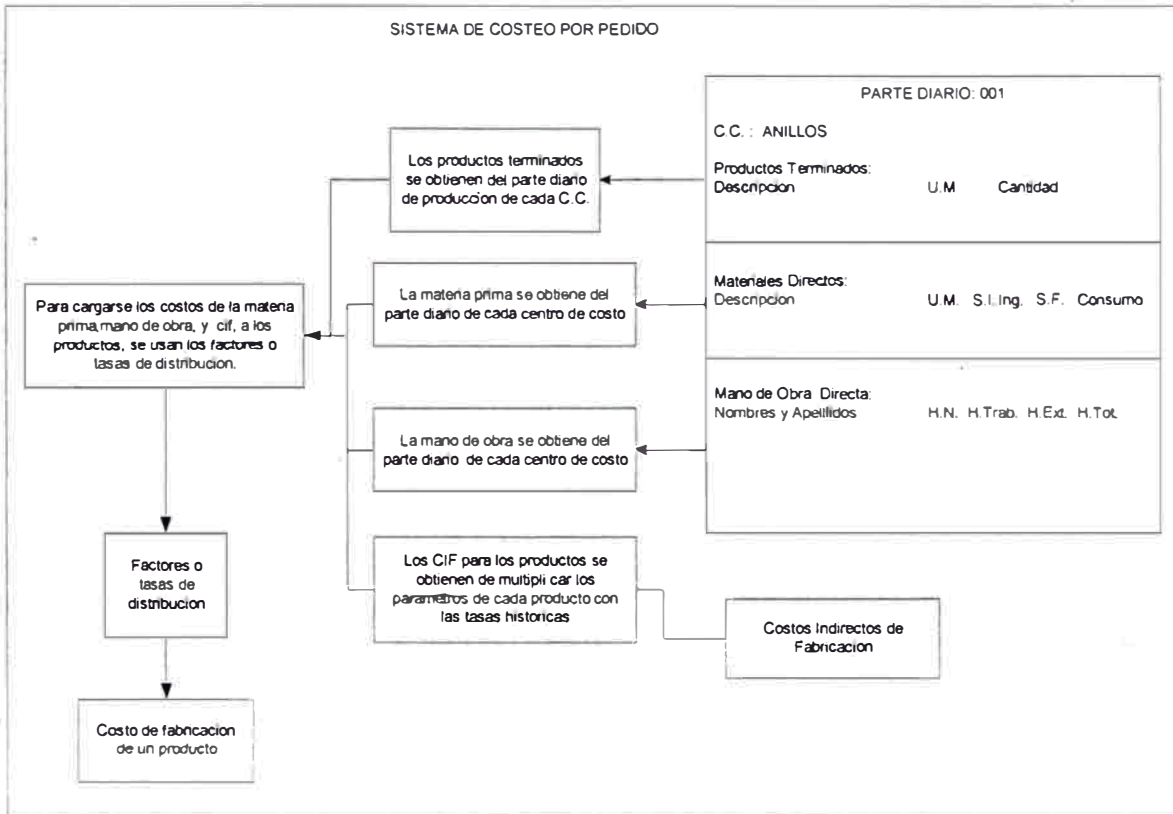 SISTEMA DE COSTEO POR PEDIDO
PARTE DIARIO: 001
C.C. : ANILLOS
Productos Terminados:
Descripcion U.M Cantidad
Los productos terminados
se obtienen del parte diario
de produccion de cada C.C.
Materiales Directos:
Descripcion U.M. S.I. Ing. S.F. Consumo
La materia prima se obtiene del
parte diario de cada centro de costo
Para cargarse los costos de la materia
prima, mano de obra, y cif, a los
productos, se usan los factores o
tasas de distribucion.
Mano de Obra Directa:
Nombres y Apelllidos H.N. H.Trab. H.Ext. H.Tot.
La mano de obra se obtiene del
parte diario de cada centro de costo
Los CIF para los productos se
obtienen de multipli car los
parametros de cada producto con
las tasas historicas
Factores o
tasas de
distribucion
Costos Indirectos de
Fabricacion
Costo de fabricacion
de un producto